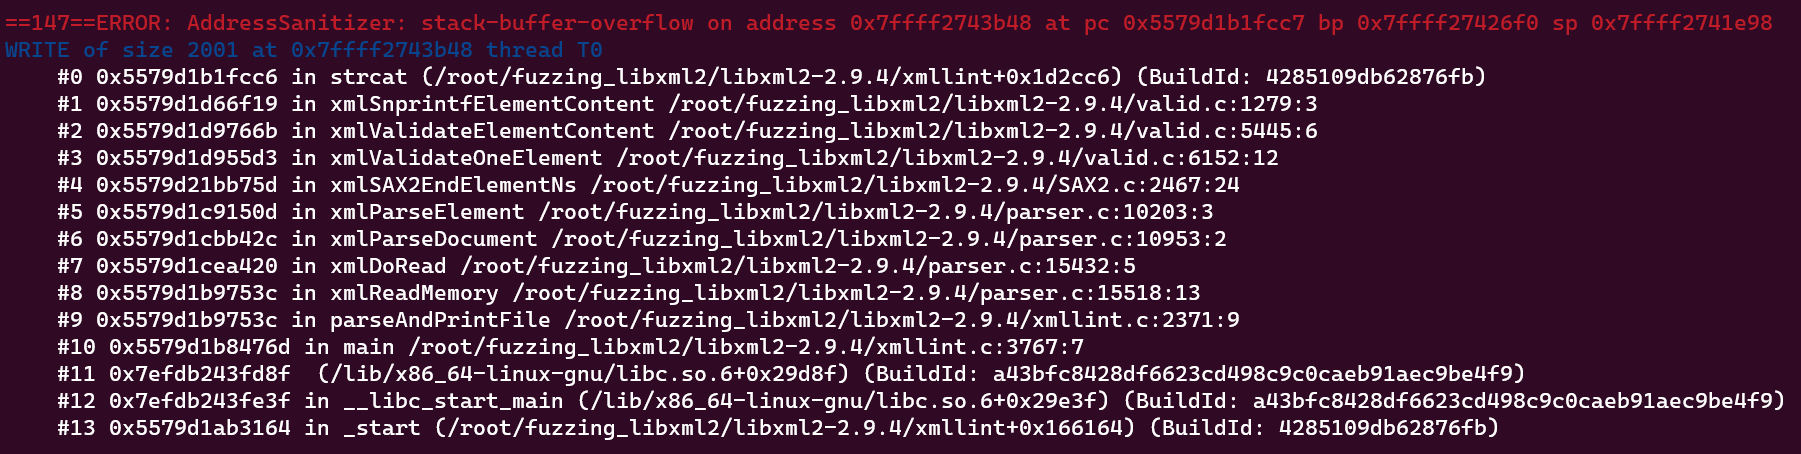 ==147==ERROR: AddressSanitizer: stack-buffer-overflow on address 0x7ffff2743b48 at pc 0x5579d1b1fcc7 bp 0x7ffff27426f0 sp 0x7ffff2741e98
WRITE of size 2001 at 0x7ffff2743b48 thread T0
    #0 0x5579d1b1fcc6 in strcat (/root/fuzzing_libxml2/libxml2-2.9.4/xmllint+0x1d2cc6) (BuildId: 4285109db62876fb)
    #1 0x5579d1d66f19 in xmlSnprintfElementContent /root/fuzzing_libxml2/libxml2-2.9.4/valid.c:1279:3
    #2 0x5579d1d9766b in xmlValidateElementContent /root/fuzzing_libxml2/libxml2-2.9.4/valid.c:5445:6
    #3 0x5579d1d955d3 in xmlValidateOneElement /root/fuzzing_libxml2/libxml2-2.9.4/valid.c:6152:12
    #4 0x5579d21bb75d in xmlSAX2EndElementNs /root/fuzzing_libxml2/libxml2-2.9.4/SAX2.c:2467:24
    #5 0x5579d1c9150d in xmlParseElement /root/fuzzing_libxml2/libxml2-2.9.4/parser.c:10203:3
    #6 0x5579d1cbb42c in xmlParseDocument /root/fuzzing_libxml2/libxml2-2.9.4/parser.c:10953:2
    #7 0x5579d1cea420 in xmlDoRead /root/fuzzing_libxml2/libxml2-2.9.4/parser.c:15432:5
    #8 0x5579d1b9753c in xmlReadMemory /root/fuzzing_libxml2/libxml2-2.9.4/parser.c:15518:13
    #9 0x5579d1b9753c in parseAndPrintFile /root/fuzzing_libxml2/libxml2-2.9.4/xmllint.c:2371:9
    #10 0x5579d1b8476d in main /root/fuzzing_libxml2/libxml2-2.9.4/xmllint.c:3767:7
    #11 0x7efdb243fd8f  (/lib/x86_64-linux-gnu/libc.so.6+0x29d8f) (BuildId: a43bfc8428df6623cd498c9c0caeb91aec9be4f9)
    #12 0x7efdb243fe3f in __libc_start_main (/lib/x86_64-linux-gnu/libc.so.6+0x29e3f) (BuildId: a43bfc8428df6623cd498c9c0caeb91aec9be4f9)
    #13 0x5579d1ab3164 in _start (/root/fuzzing_libxml2/libxml2-2.9.4/xmllint+0x166164) (BuildId: 4285109db62876fb)